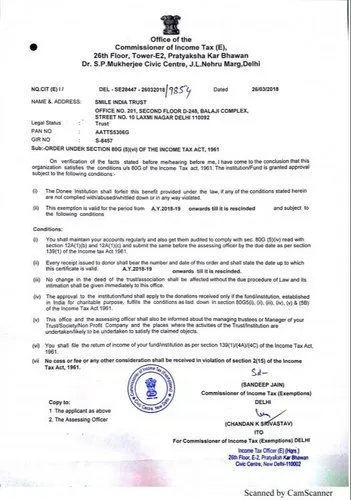 Office of the
Commissioner of Income Tax (E),
26th Floor, Tower-E2, Pratyaksha Kar Bhawan
Dr. S.P.Mukherjee Civic Centre, J.L.Nehru Marg,Delhi
NQ.CIT (E) I / DEL - SE28447 - 26032018 /9854 Dated 26/03/2018
NAME & ADDRESS: SMILE INDIA TRUST
OFFICE NO. 201, SECOND FLOOR D-248, BALAJI COMPLEX,
STREET NO. 10 LAXMI NAGAR DELHI 110092
Legal Status : Trust
PAN NO : AATTS5306G
GIR NO : S-8457
Sub:-ORDER UNDER SECTION 80G (5)(vi) OF THE INCOME TAX ACT, 1961
On verification of the facts stated before me/hearing before me, I have come to the conclusion that this
organization satisfies the conditions u/s 80G of the Income Tax act, 1961. The institution/Fund is granted approval
subject to the following conditions:-
(i) The Donee institution shall forfeit this benefit provided under the law, if any of the conditions stated herein
are not complied with/abused/whittled down or in any way violated.
(ii) This exemption is valid for the period from A.Y.2018-19 onwards till it is rescinded and subject to
the following conditions
Conditions:
(i) You shall maintain your accounts regularly and also get them audited to comply with sec. 80G (5)(iv) read with
section 12A(1)(b) and 12A(1)(c) and submit the same before the assessing officer by the due date as per section
139(1) of the Income Tax Act 1961.
(ii) Every receipt issued to donor shall bear the number and date of this order and shall state the date up to which
this certificate is valid. A.Y.2018-19 onwards till it is rescinded.
(iii) No change in the deed of the trust/association shall be affected without the due procedure of Law and its
intimation shall be given immediately to this office.
(iv) The approval to the institution/fund shall apply to the donations received only if the fund/institution, established
in India for charitable purpose, fulfils the conditions as laid down in section 80G5(i), (ii), (iii), (iv), (v) & (5B)
of the Income Tax Act 1961.
(v) This office and the assessing officer shall also be informed about the managing trustees or Manager of your
Trust/Society/Non Profit Company and the places where the activities of the Trust/Institution are
undertaken/likely to be undertaken to satisfy the claimed objects.
(vi) You shall file the return of income of your fund/institution as per section 139(1)/(4A)/(4C) of the Income Tax Act,
1961.
(vii) No cess or fee or any other consideration shall be received in violation of section 2(15) of the Income
Tax Act, 1961.
Sd-
(SANDEEP JAIN)
Commissioner of Income Tax (Exemptions)
DELHI
Copy to:
1 The applicant as above
2. The Assessing Officer
(CHANDAN K SRIVASTAV)
ITO
For Commissioner of Income Tax (Exemptions) DELHI
Income Tax Officer (E) (Hqrs.)
26th Floor, E-2, Pratyaksh Kar Bhawan
Civic Centre, New Delhi-110002
Scanned by CamScanner